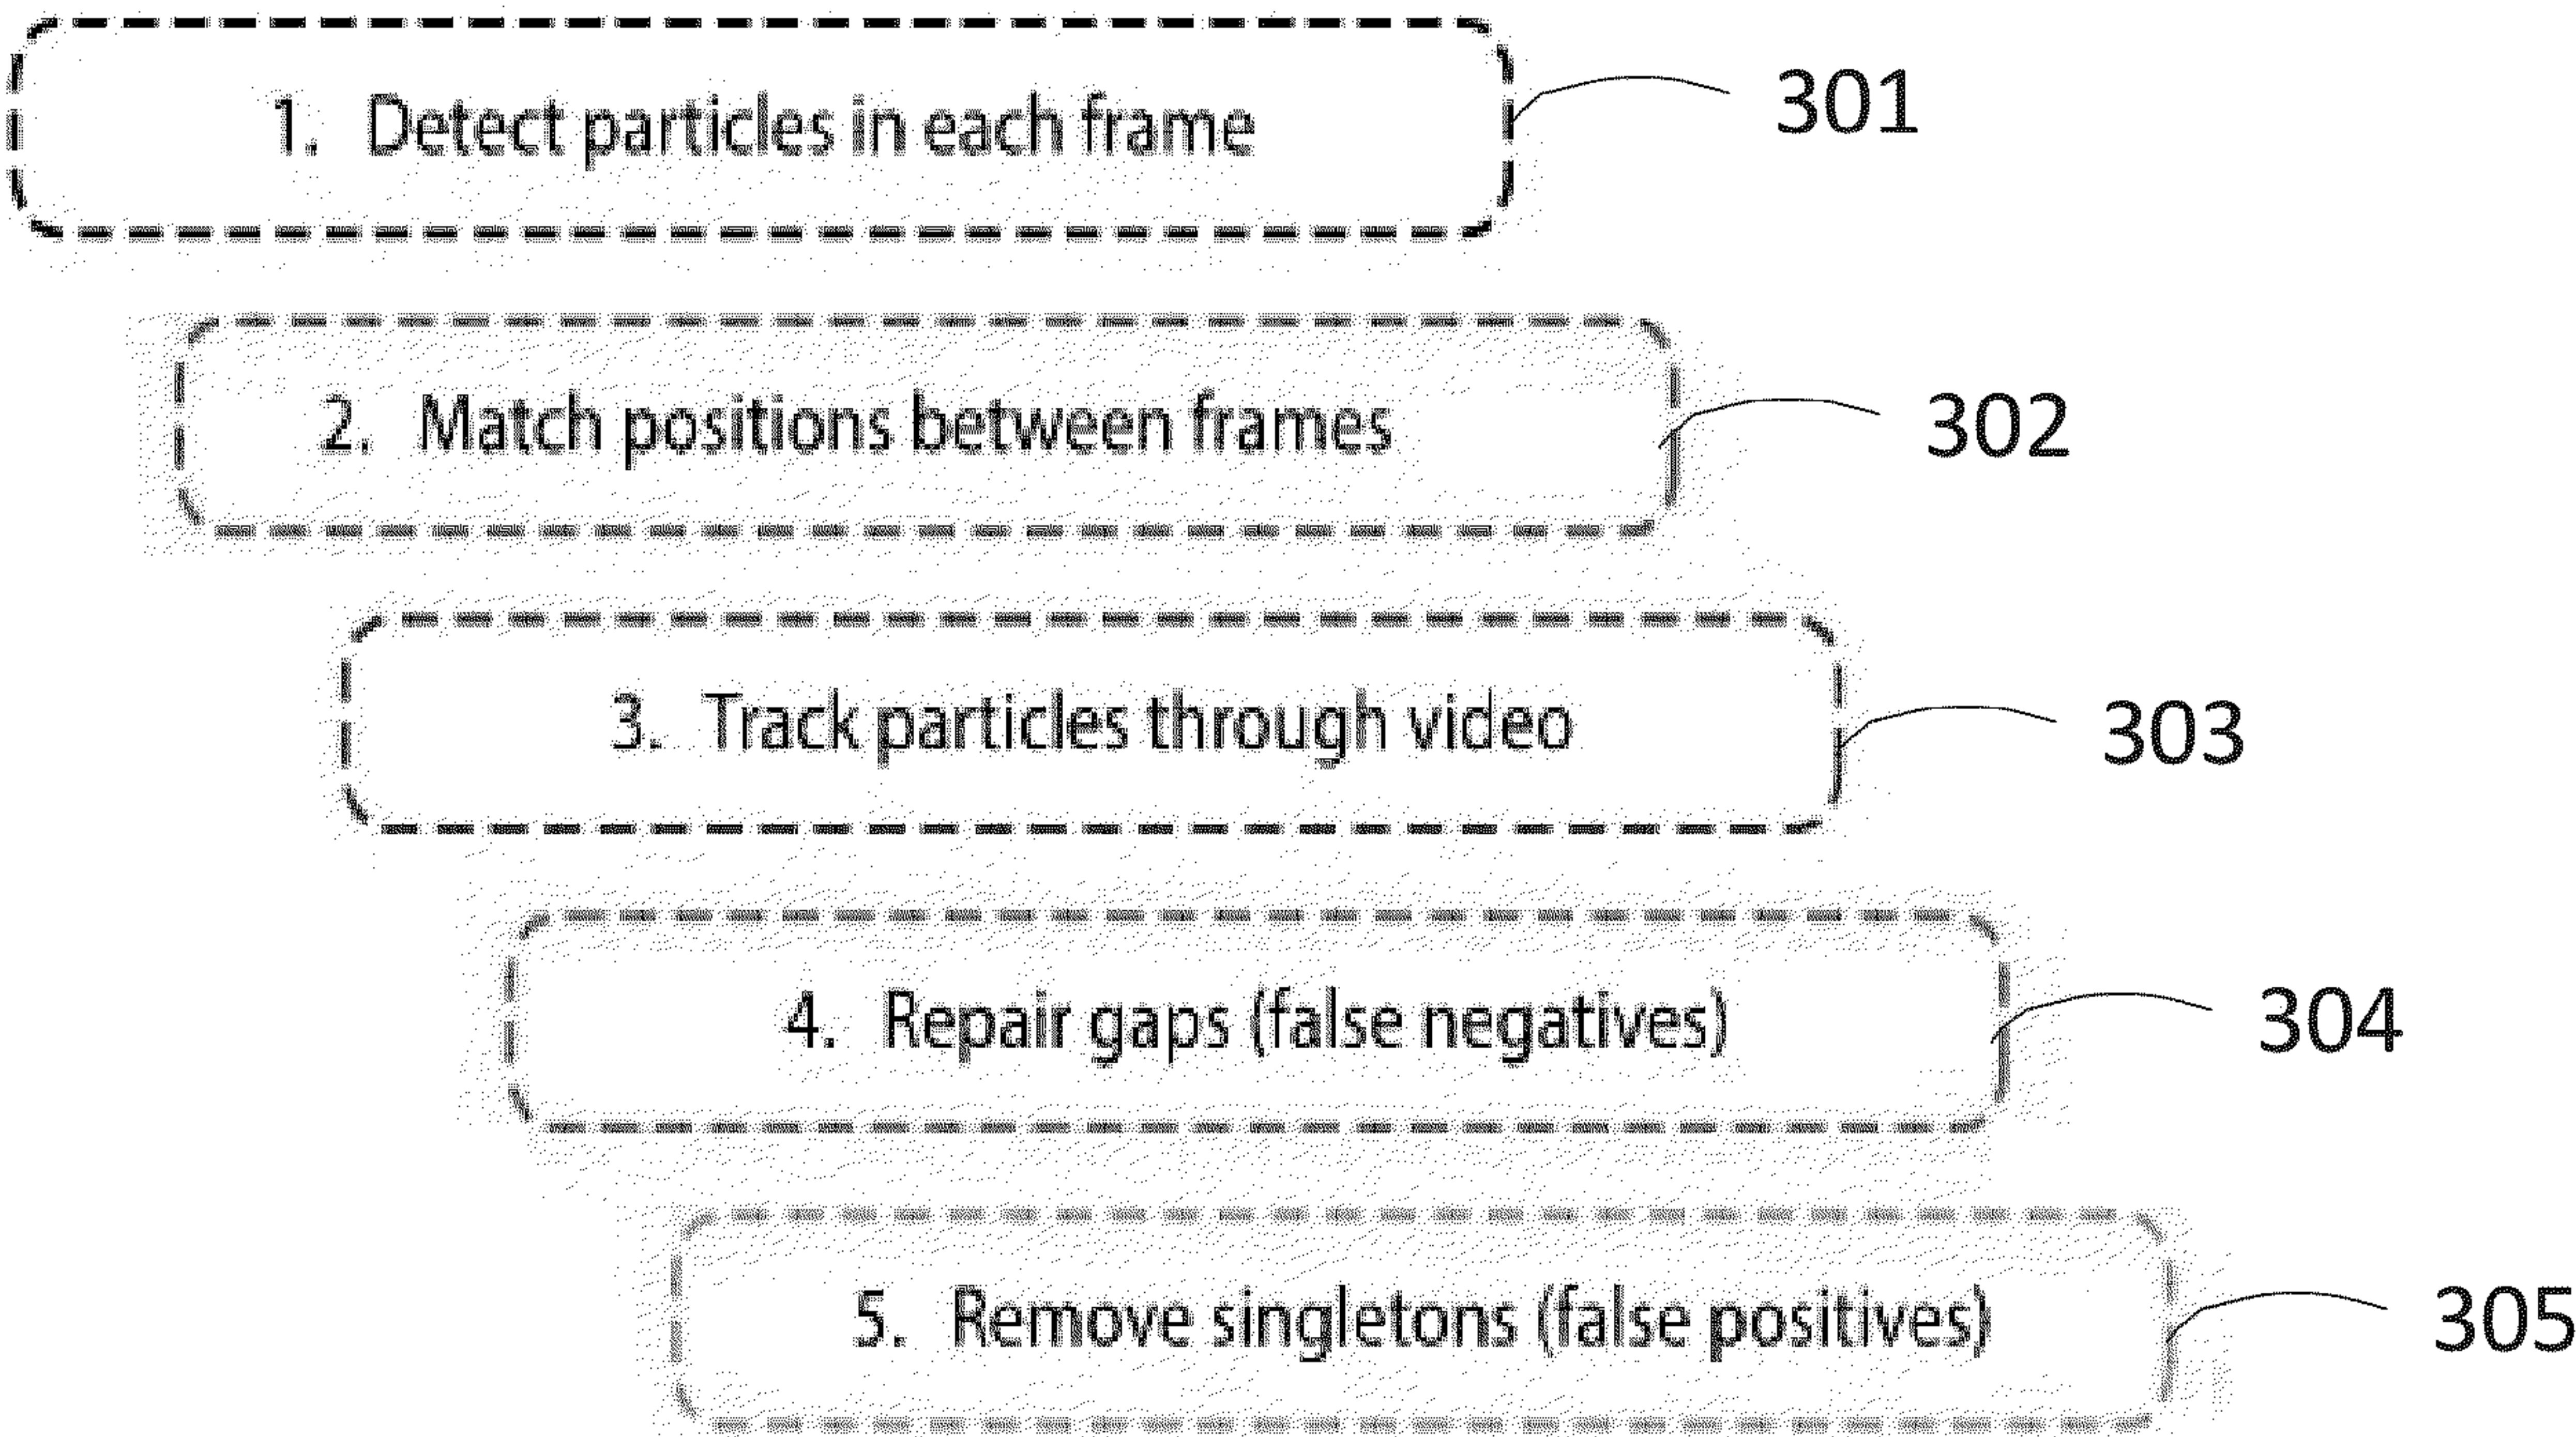 1. Detect particles in each frame
301
2. Match positions between frames
302
3. Track particles through video
303
4. Repair gaps (false negatives)
304
5. Remove singletons (false positives)
305